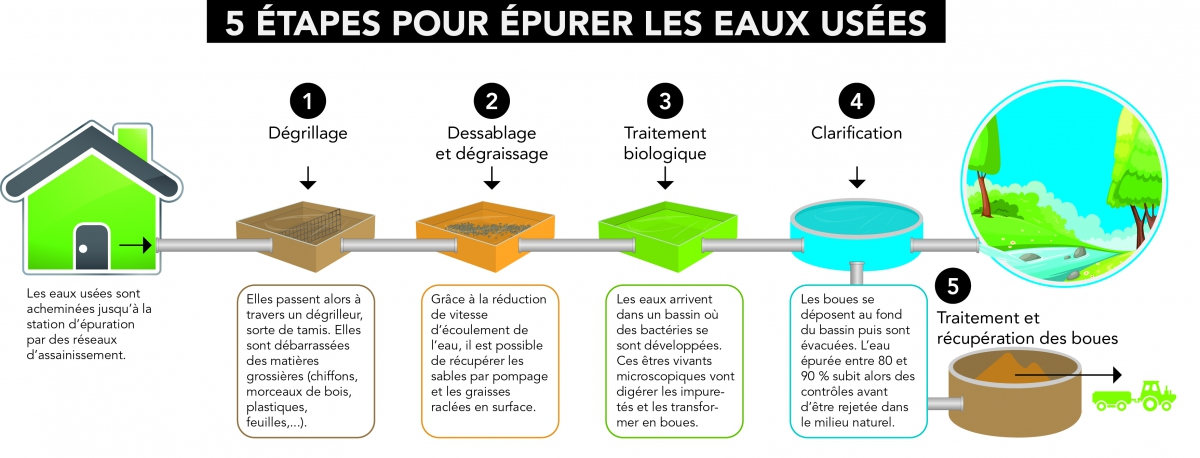 5 ÉTAPES POUR ÉPURER LES EAUX USÉES
1
Dégrillage
2
Dessablage
et dégraissage
3
Traitement
biologique
4
Clarification
Les eaux usées sont
acheminées jusqu’à la
station d’épuration
par des réseaux
d’assainissement.
Elles passent alors à
travers un dégrilleur,
sorte de tamis. Elles
sont débarrassées
des matières
grossières (chiffons,
morceaux de bois,
plastiques,
feuilles,...).
Grâce à la réduction
de vitesse
d’écoulement de
l’eau, il est possible
de récupérer les
sables par pompage
et les graisses
raclées en surface.
Les eaux arrivent
dans un bassin où
des bactéries se
sont développées.
Ces êtres vivants
microscopiques vont
digérer les impure-
tés et les transfor-
mer en boues.
Les boues se
déposent au fond
du bassin puis sont
évacuées. L’eau
épurée entre 80 et
90 % subit alors des
contrôles avant
d’être rejetée dans
le milieu naturel.
5
Traitement et
récupération des boues